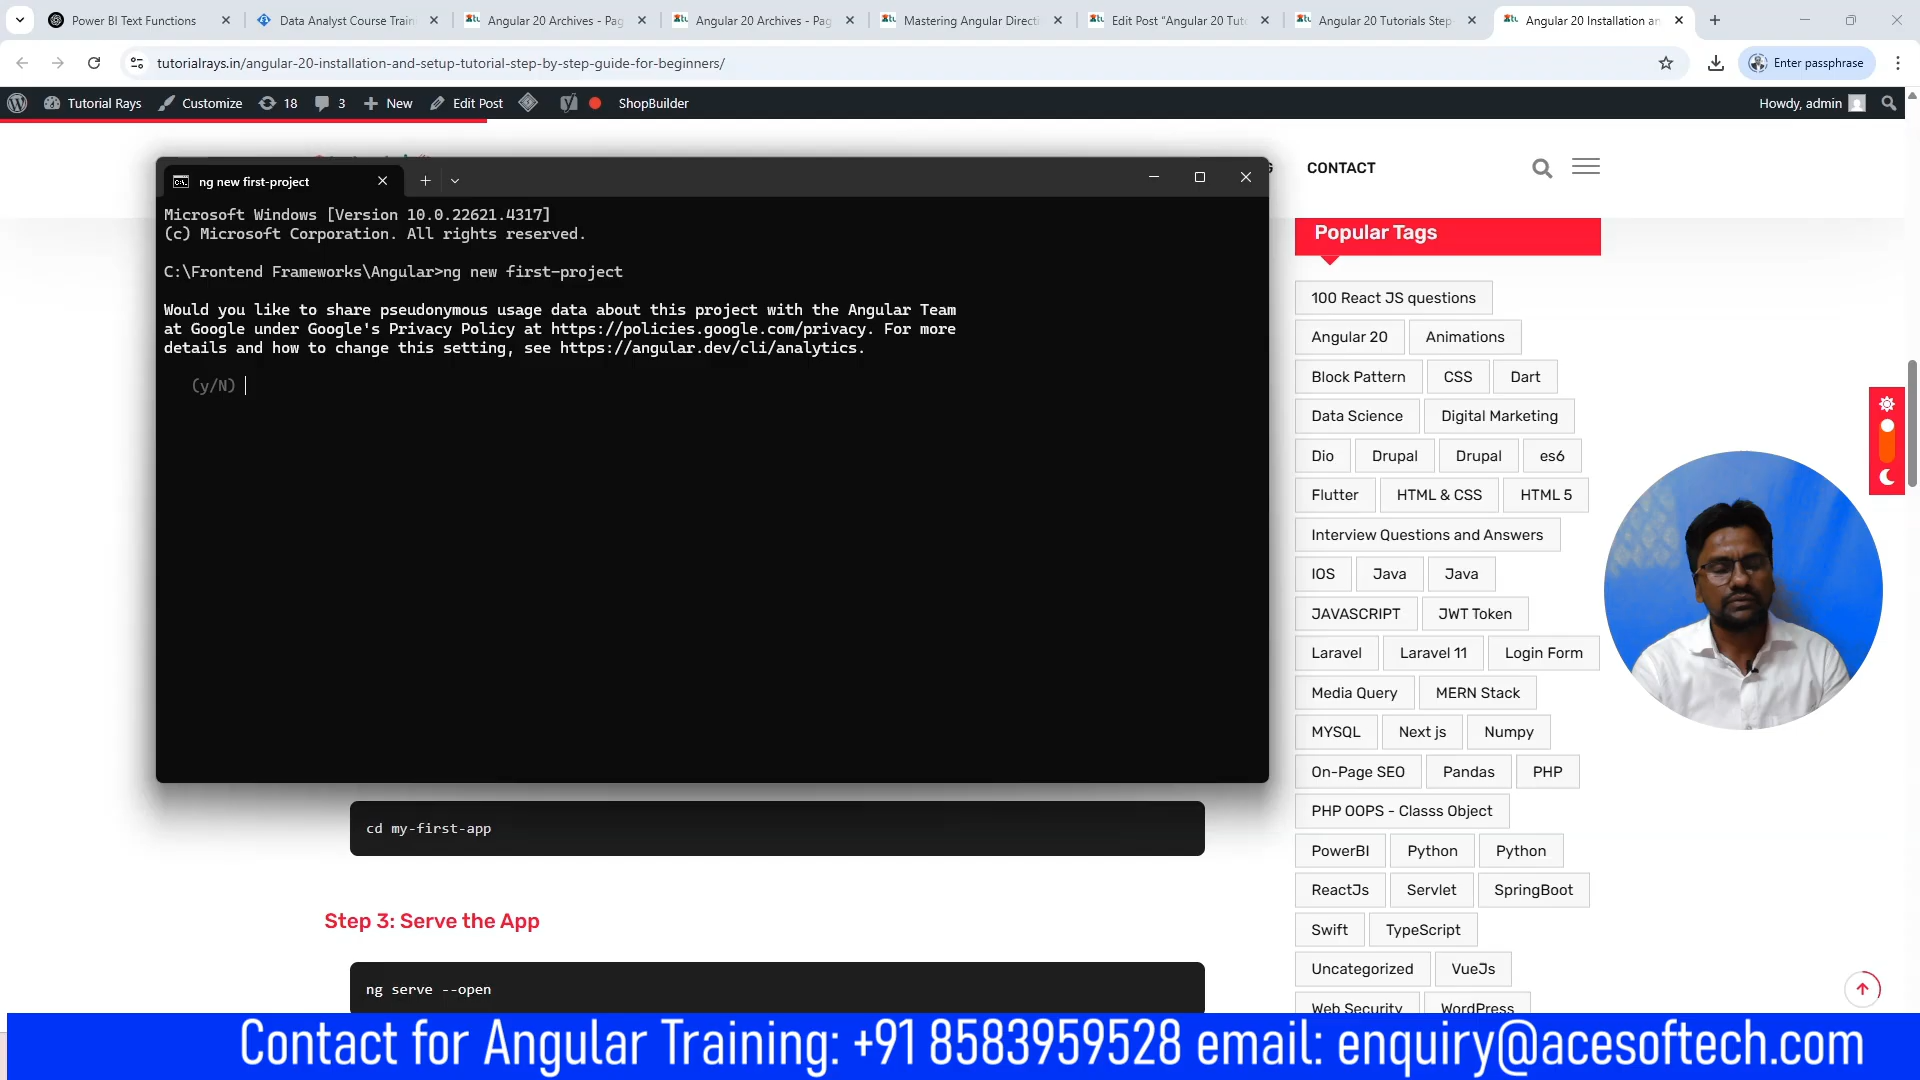 Power BI Text Functions
Data Analyst Course Train
Angular 20 Archives - Pag
Angular 20 Archives - Pag
Mastering Angular Directi
Edit Post "Angular 20 Tuto
Angular 20 Tutorials Step
Angular 20 Installation an
tutorialrays.in/angular-20-installation-and-setup-tutorial-step-by-step-guide-for-beginners/
Enter passphrase
Tutorial Rays
Customize
18
3
New
Edit Post
ShopBuilder
Howdy, admin
CONTACT
ng new first-project
Microsoft Windows [Version 10.0.22621.4317]
(c) Microsoft Corporation. All rights reserved.
C:\Frontend Frameworks\Angular>ng new first-project
Would you like to share pseudonymous usage data about this project with the Angular Team
at Google under Google's Privacy Policy at https://policies.google.com/privacy. For more
details and how to change this setting, see https://angular.dev/cli/analytics.
(y/N)
cd my-first-app
Step 3: Serve the App
ng serve --open
Popular Tags
100 React JS questions
Angular 20 Animations
Block Pattern CSS Dart
Data Science Digital Marketing
Dio Drupal Drupal es6
Flutter HTML & CSS HTML 5
Interview Questions and Answers
IOS Java Java
JAVASCRIPT JWT Token
Laravel Laravel 11 Login Form
Media Query MERN Stack
MYSQL Next js Numpy
On-Page SEO Pandas PHP
PHP OOPS - Classs Object
PowerBI Python Python
ReactJs Servlet SpringBoot
Swift TypeScript
Uncategorized VueJs
Web Security WordPress
Contact for Angular Training: +91 8583959528 email: enquiry@acesoftech.com